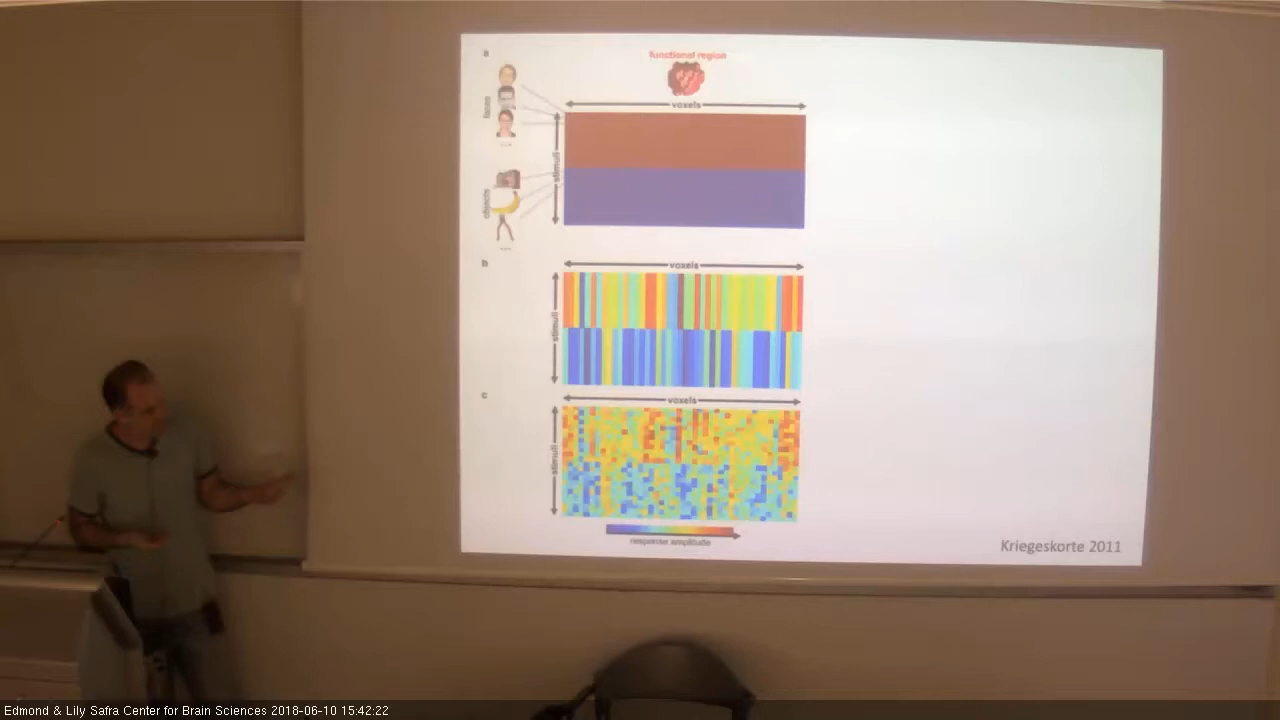 a
functional region
voxels
faces
stimuli
objects
b
voxels
stimuli
c
voxels
stimuli
response amplitude
Kriegeskorte 2011
Edmond & Lily Safra Center for Brain Sciences 2018-06-10 15:42:22